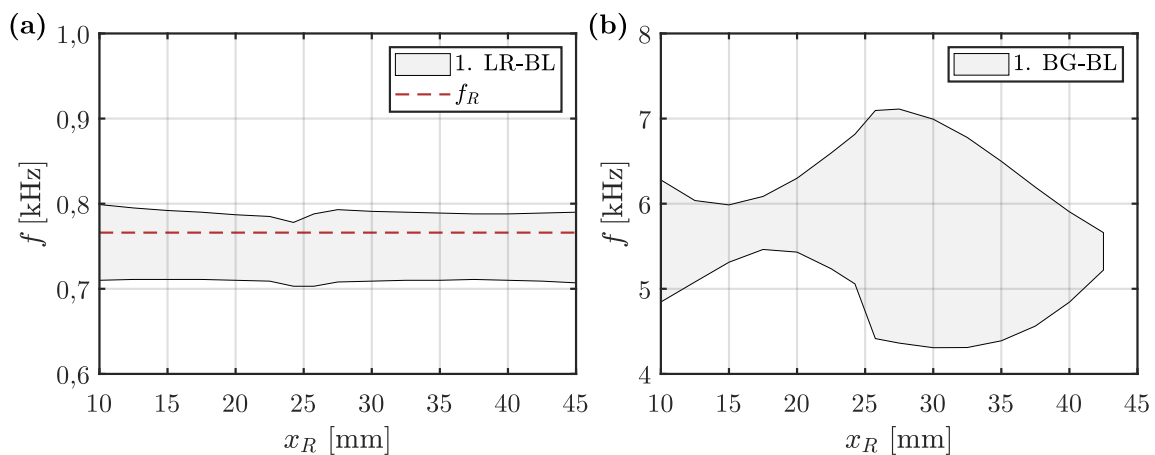 (a)
1,0
0,9
0,8
0,7
0,6
f [kHz]
10 15 20 25 30 35 40 45
x_R [mm]
1. LR-BL
f_R
(b)
8
7
6
5
4
f [kHz]
10 15 20 25 30 35 40 45
x_R [mm]
1. BG-BL